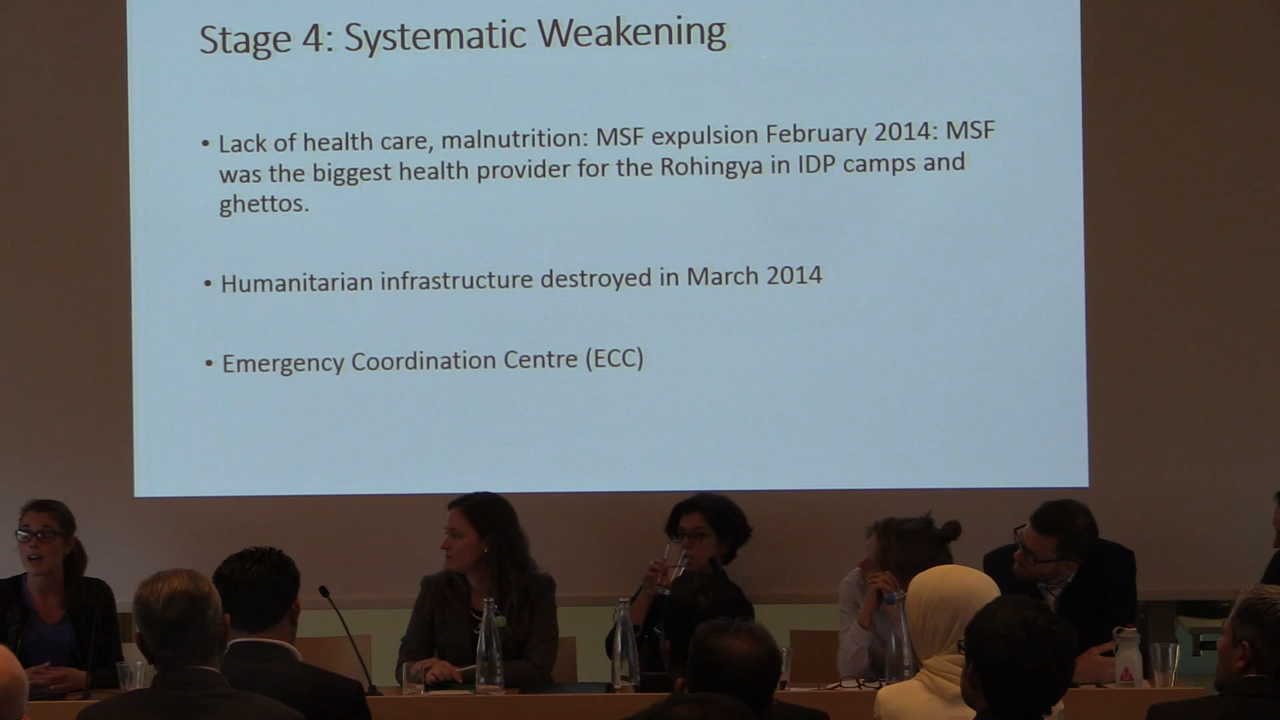 Stage 4: Systematic Weakening
• Lack of health care, malnutrition: MSF expulsion February 2014: MSF
was the biggest health provider for the Rohingya in IDP camps and
ghettos.
• Humanitarian infrastructure destroyed in March 2014
• Emergency Coordination Centre (ECC)